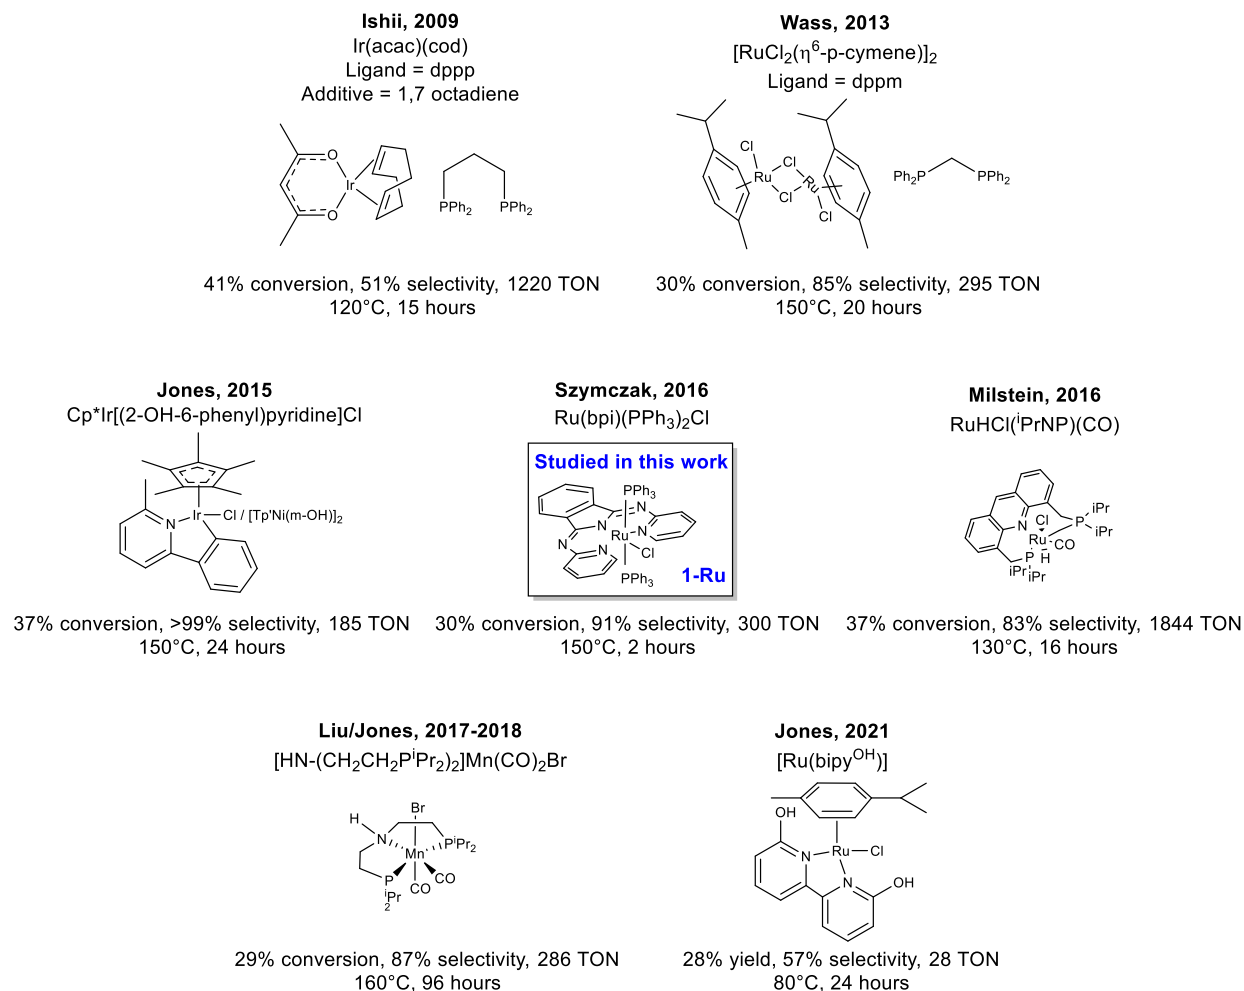 Ishii, 2009
Ir(acac)(cod)
Ligand = dppp
Additive = 1,7 octadiene
O
Ir
O
PPh2
PPh2
41% conversion, 51% selectivity, 1220 TON
120°C, 15 hours
Wass, 2013
[RuCl2(η6-p-cymene)]2
Ligand = dppm
Cl
Ru
Cl
Cl
Ru
Cl
Ph2P
PPh2
30% conversion, 85% selectivity, 295 TON
150°C, 20 hours
Jones, 2015
Cp*Ir[(2-OH-6-phenyl)pyridine]Cl
Ir
Cl / [Tp'Ni(m-OH)]2
N
37% conversion, >99% selectivity, 185 TON
150°C, 24 hours
Szymczak, 2016
Ru(bpi)(PPh3)2Cl
Studied in this work
PPh3
N
N
N
Ru
N
N
Cl
PPh3
1-Ru
30% conversion, 91% selectivity, 300 TON
150°C, 2 hours
Milstein, 2016
RuHCl(iPrNP)(CO)
N
Cl
iPr
P
iPr
Ru
CO
P
H
iPr
iPr
37% conversion, 83% selectivity, 1844 TON
130°C, 16 hours
Liu/Jones, 2017-2018
[HN-(CH2CH2PiPr2)2]Mn(CO)2Br
Br
H
N
PiPr2
Mn
P
CO
CO
iPr
2
29% conversion, 87% selectivity, 286 TON
160°C, 96 hours
Jones, 2021
[Ru(bipyOH)]
OH
N
Ru
Cl
N
OH
28% yield, 57% selectivity, 28 TON
80°C, 24 hours